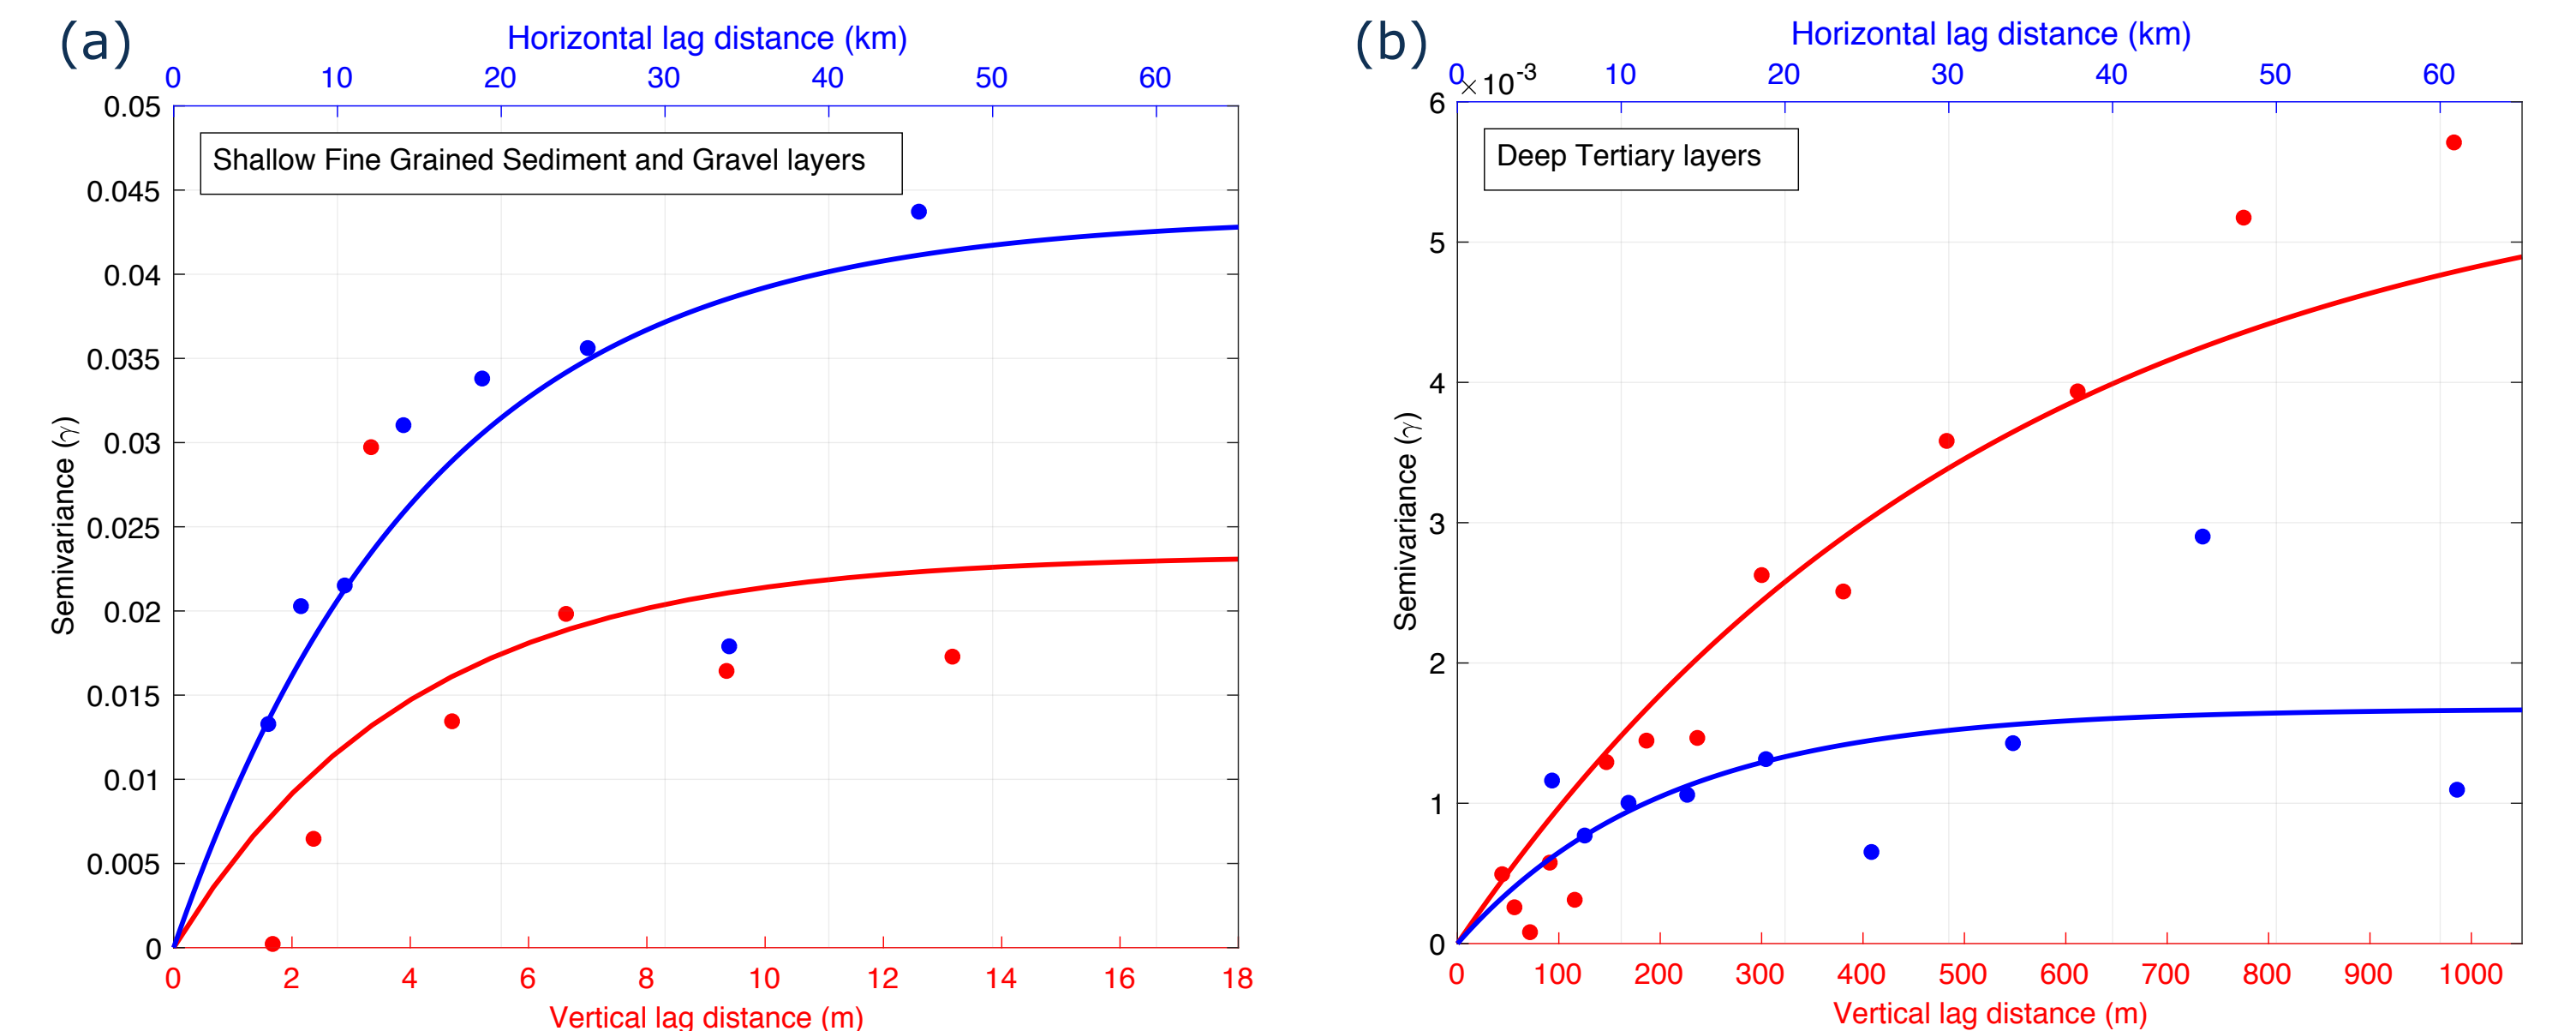 (a)
Horizontal lag distance (km)
0 10 20 30 40 50 60
0.05
0.045
0.04
0.035
0.03
0.025
0.02
0.015
0.01
0.005
0
Semivariance (γ)
Shallow Fine Grained Sediment and Gravel layers
0 2 4 6 8 10 12 14 16 18
Vertical lag distance (m)
(b)
Horizontal lag distance (km)
0 10 20 30 40 50 60
×10-3
6
5
4
3
2
1
0
Semivariance (γ)
Deep Tertiary layers
0 100 200 300 400 500 600 700 800 900 1000
Vertical lag distance (m)